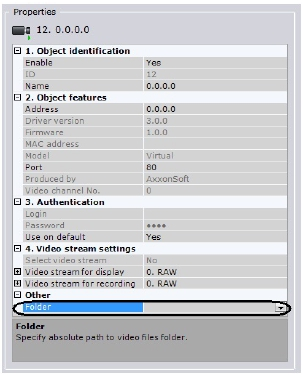 Properties
12. 0.0.0.0
1. Object identification
Enable Yes
ID 12
Name 0.0.0.0
2. Object features
Address 0.0.0.0
Driver version 3.0.0
Firmware 1.0.0
MAC address
Model Virtual
Port 80
Produced by AxxonSoft
Video channel No. 0
3. Authentication
Login
Password ****
Use on default Yes
4. Video stream settings
Select video stream No
Video stream for display 0. RAW
Video stream for recording 0. RAW
Other
Folder
Folder
Specify absolute path to video files folder.